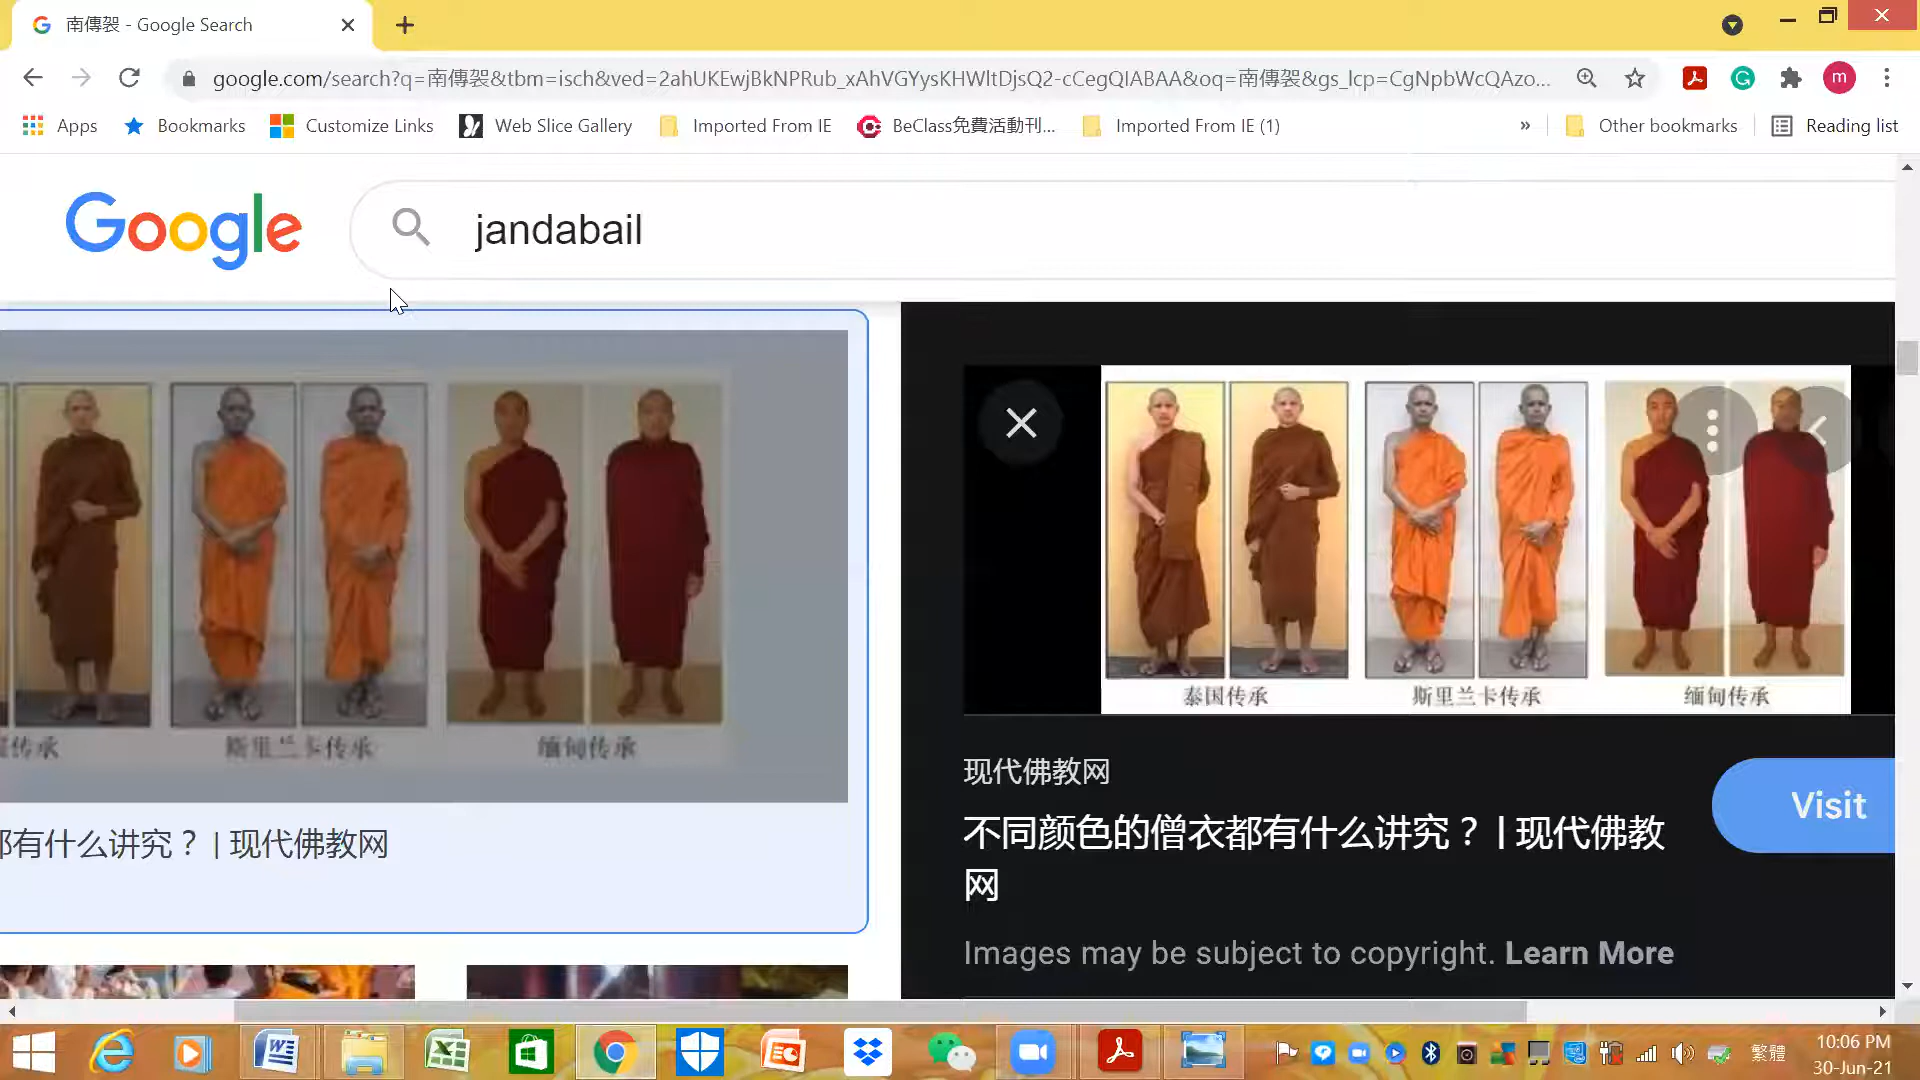 南傳袈 - Google Search
google.com/search?q=南傳袈&tbm=isch&ved=2ahUKEwjBkNPRub_xAhVGYysKHWltDjsQ2-cCegQIABAA&oq=南傳袈&gs_lcp=CgNpbWcQAzo...
m
Apps
Bookmarks
Customize Links
Web Slice Gallery
Imported From IE
BeClass免費活動刊...
Imported From IE (1)
»
Other bookmarks
Reading list
Google
jandabail
传承
斯里兰卡传承
缅甸传承
泰国传承
斯里兰卡传承
缅甸传承
都有什么讲究？ | 现代佛教网
现代佛教网
Visit
不同颜色的僧衣都有什么讲究？ | 现代佛教
网
Images may be subject to copyright. Learn More
繁體
10:06 PM
30-Jun-21